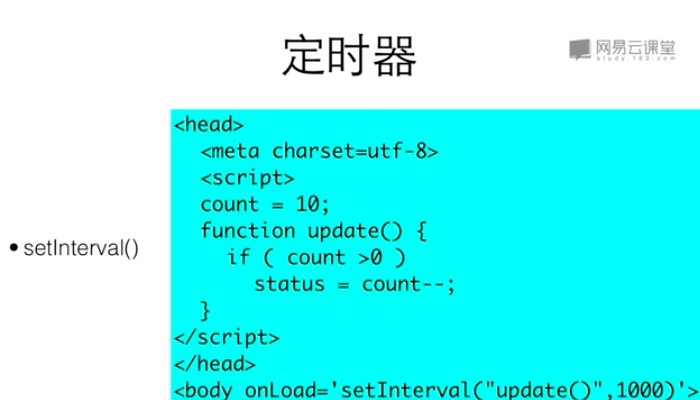 定时器
网易云课堂
study.163.com
• setInterval()
<head>
<meta charset=utf-8>
<script>
count = 10;
function update() {
if ( count >0 )
status = count--;
}
</script>
</head>
<body onLoad='setInterval("update()",1000)'>